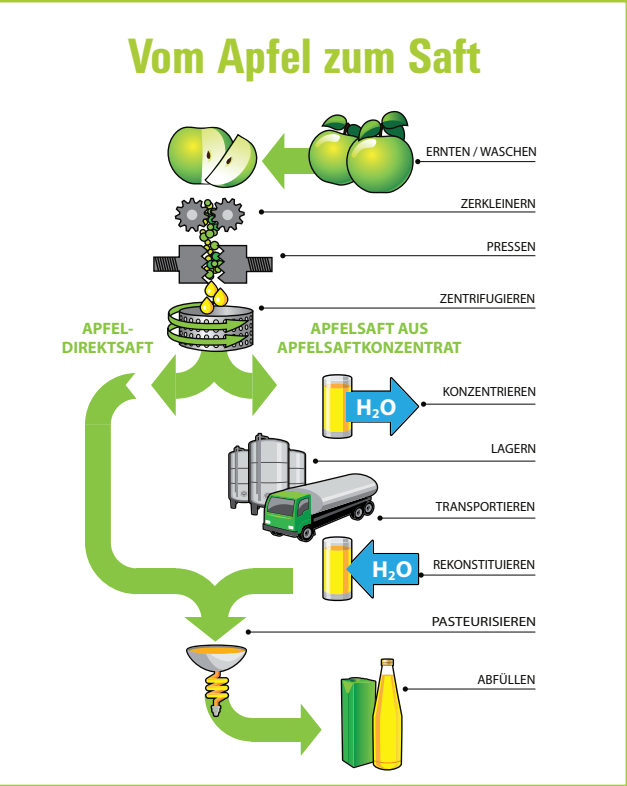 Vom Apfel zum Saft
ERNTEN / WASCHEN
ZERKLEINERN
PRESSEN
ZENTRIFUGIEREN
APFEL-
DIREKTSAFT
APFELSAFT AUS
APFELSAFTKONZENTRAT
KONZENTRIEREN
H₂O
LAGERN
TRANSPORTIEREN
H₂O
REKONSTITUIEREN
PASTEURISIEREN
ABFÜLLEN